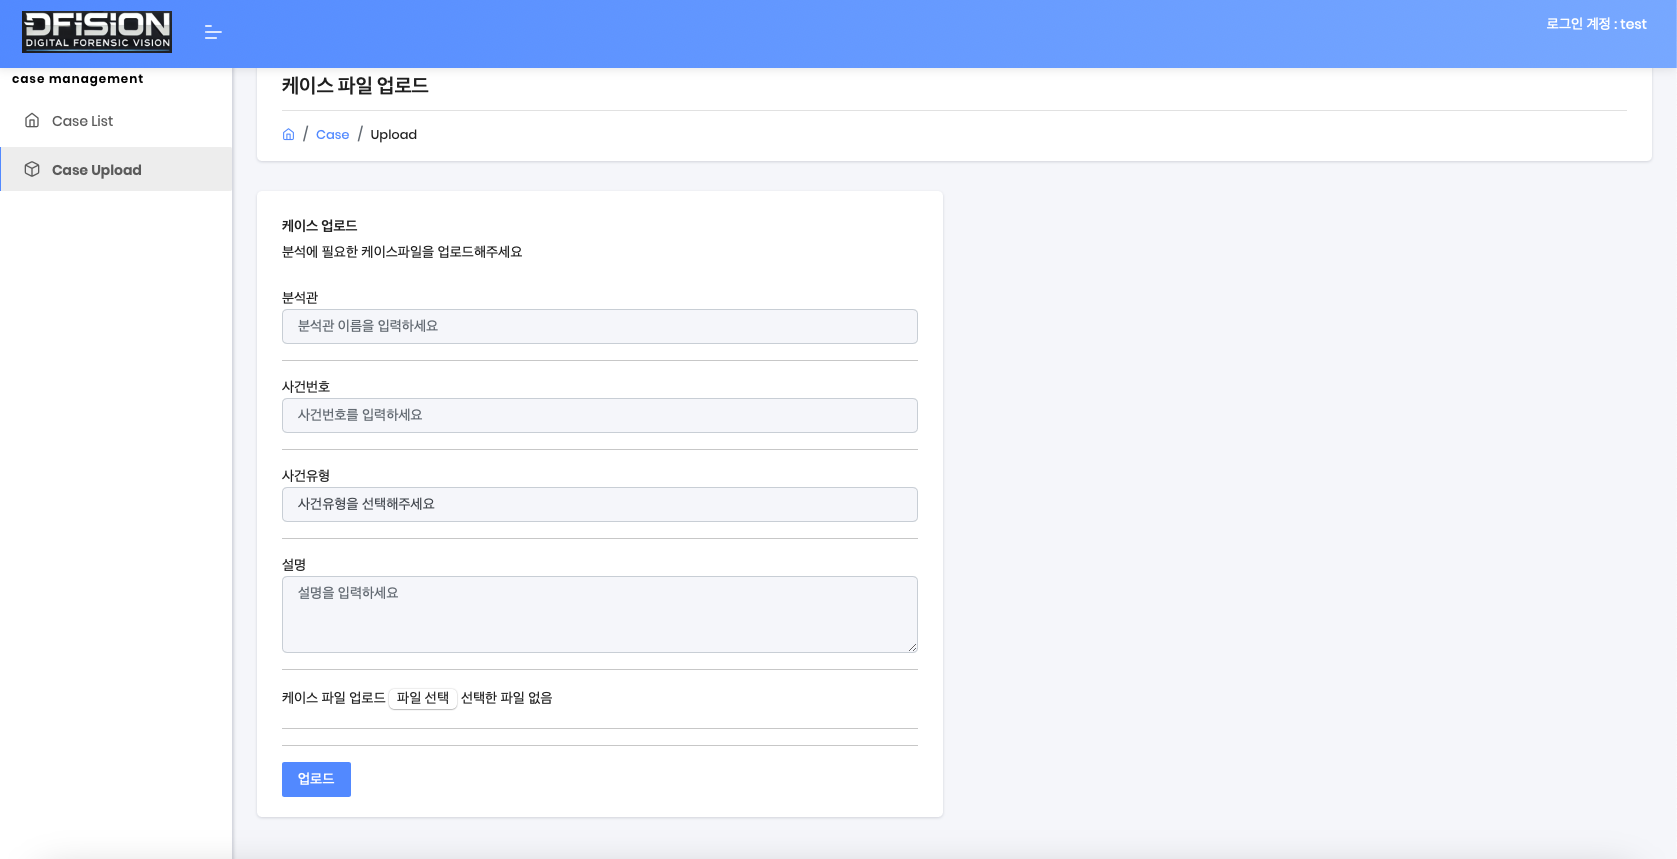 DFISION
DIGITAL FORENSIC VISION
로그인 계정 : test
case management
Case List
Case Upload
케이스 파일 업로드
/ Case / Upload
케이스 업로드
분석에 필요한 케이스파일을 업로드해주세요
분석관
분석관 이름을 입력하세요
사건번호
사건번호를 입력하세요
사건유형
사건유형을 선택해주세요
설명
설명을 입력하세요
케이스 파일 업로드 파일 선택 선택한 파일 없음
업로드